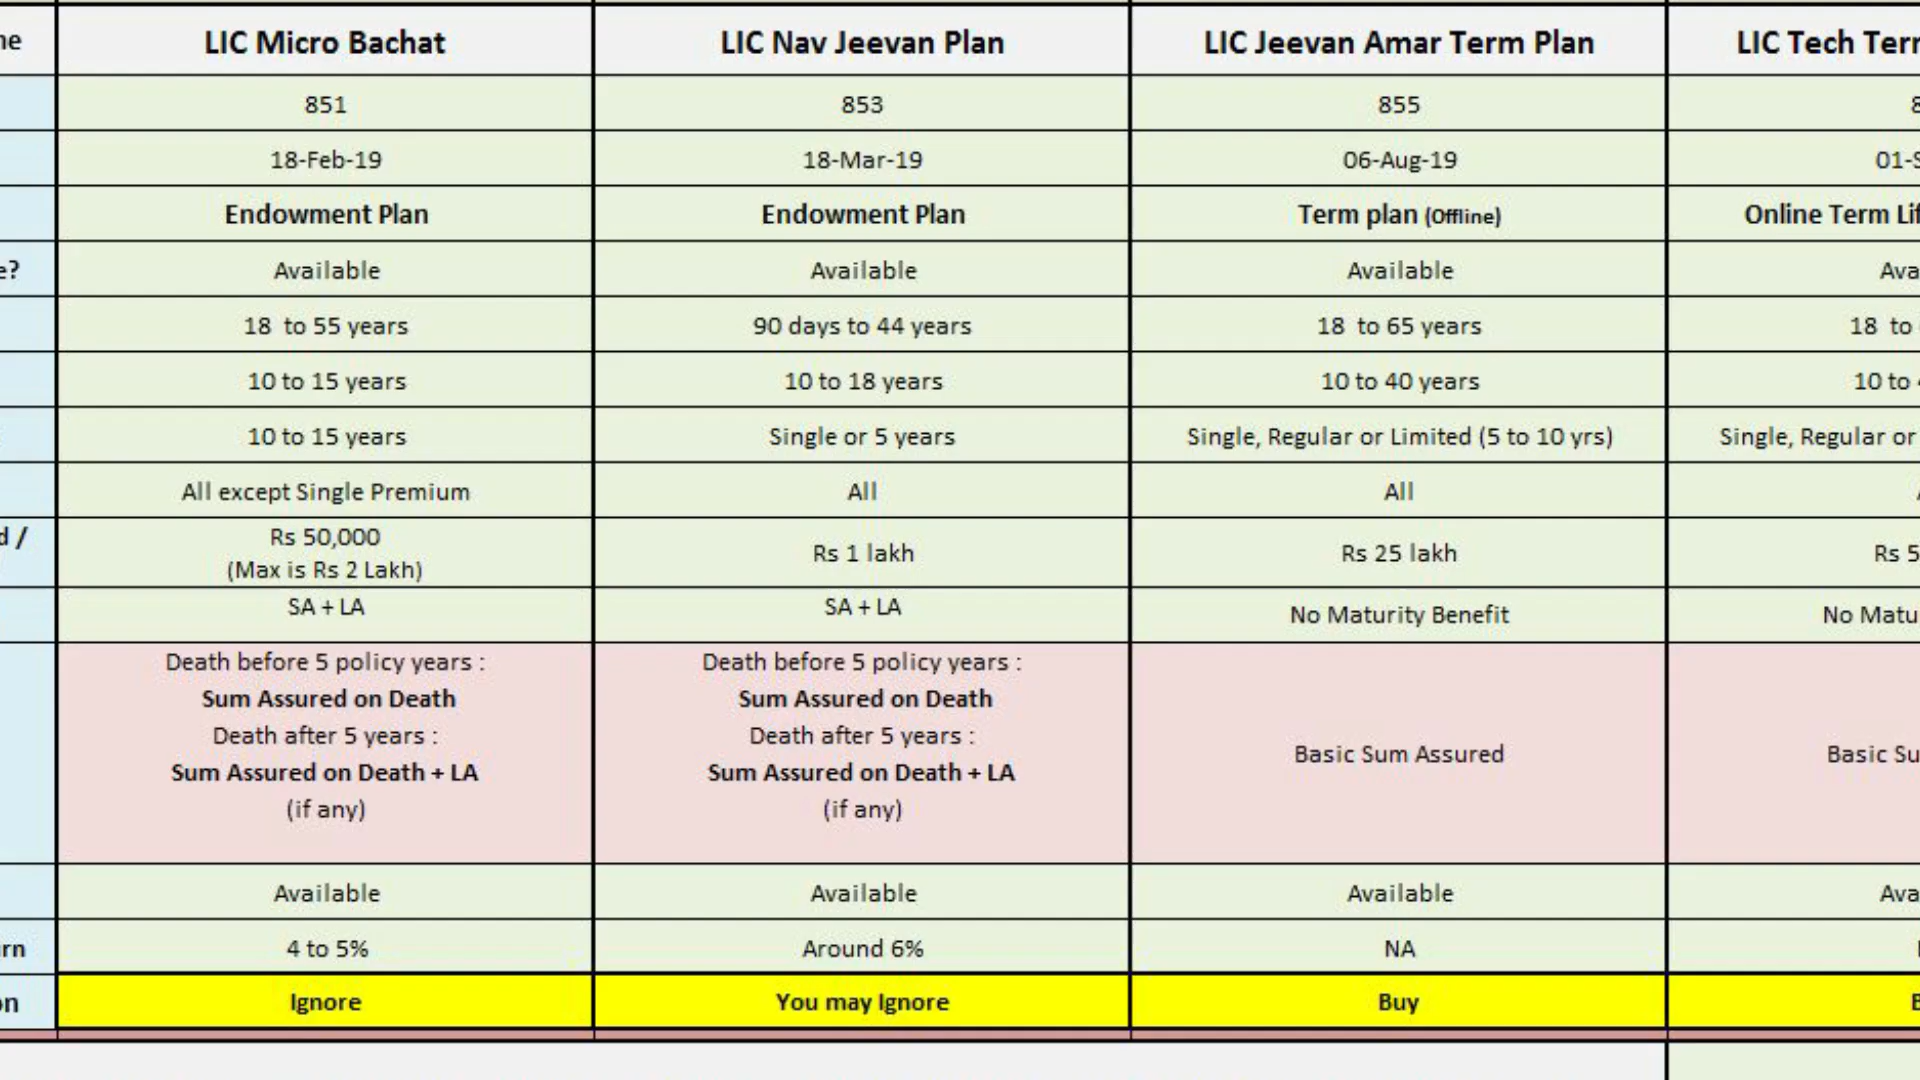 ne LIC Micro Bachat LIC Nav Jeevan Plan LIC Jeevan Amar Term Plan LIC Tech
851 853 855
18-Feb-19 18-Mar-19 06-Aug-19
Endowment Plan Endowment Plan Term plan (Offline) Online Term
e? Available Available Available
18 to 55 years 90 days to 44 years 18 to 65 years 18 to
10 to 15 years 10 to 18 years 10 to 40 years 10 to
10 to 15 years Single or 5 years Single, Regular or Limited (5 to 10 yrs) Single, Regular or
All except Single Premium All All
d / Rs 50,000
(Max is Rs 2 Lakh) Rs 1 lakh Rs 25 lakh Rs 5
SA + LA SA + LA No Maturity Benefit No
Death before 5 policy years : Death before 5 policy years :
Sum Assured on Death Sum Assured on Death
Death after 5 years : Death after 5 years : Basic Sum Assured Basic
Sum Assured on Death + LA Sum Assured on Death + LA
(if any) (if any)
Available Available Available
rn 4 to 5% Around 6% NA
on Ignore You may Ignore Buy